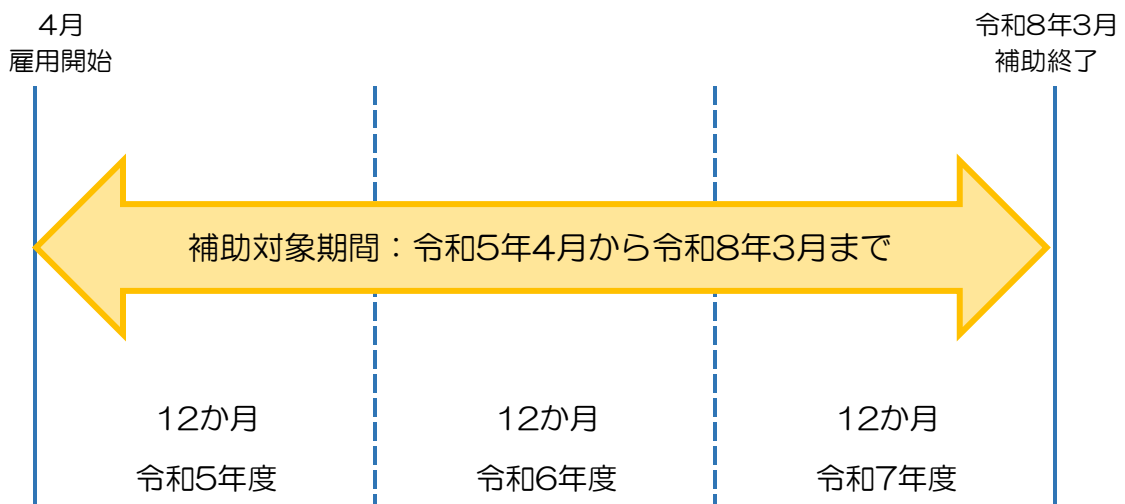 4月
雇用開始
令和8年3月
補助終了
補助対象期間：令和5年4月から令和8年3月まで
12か月
12か月
12か月
令和5年度
令和6年度
令和7年度